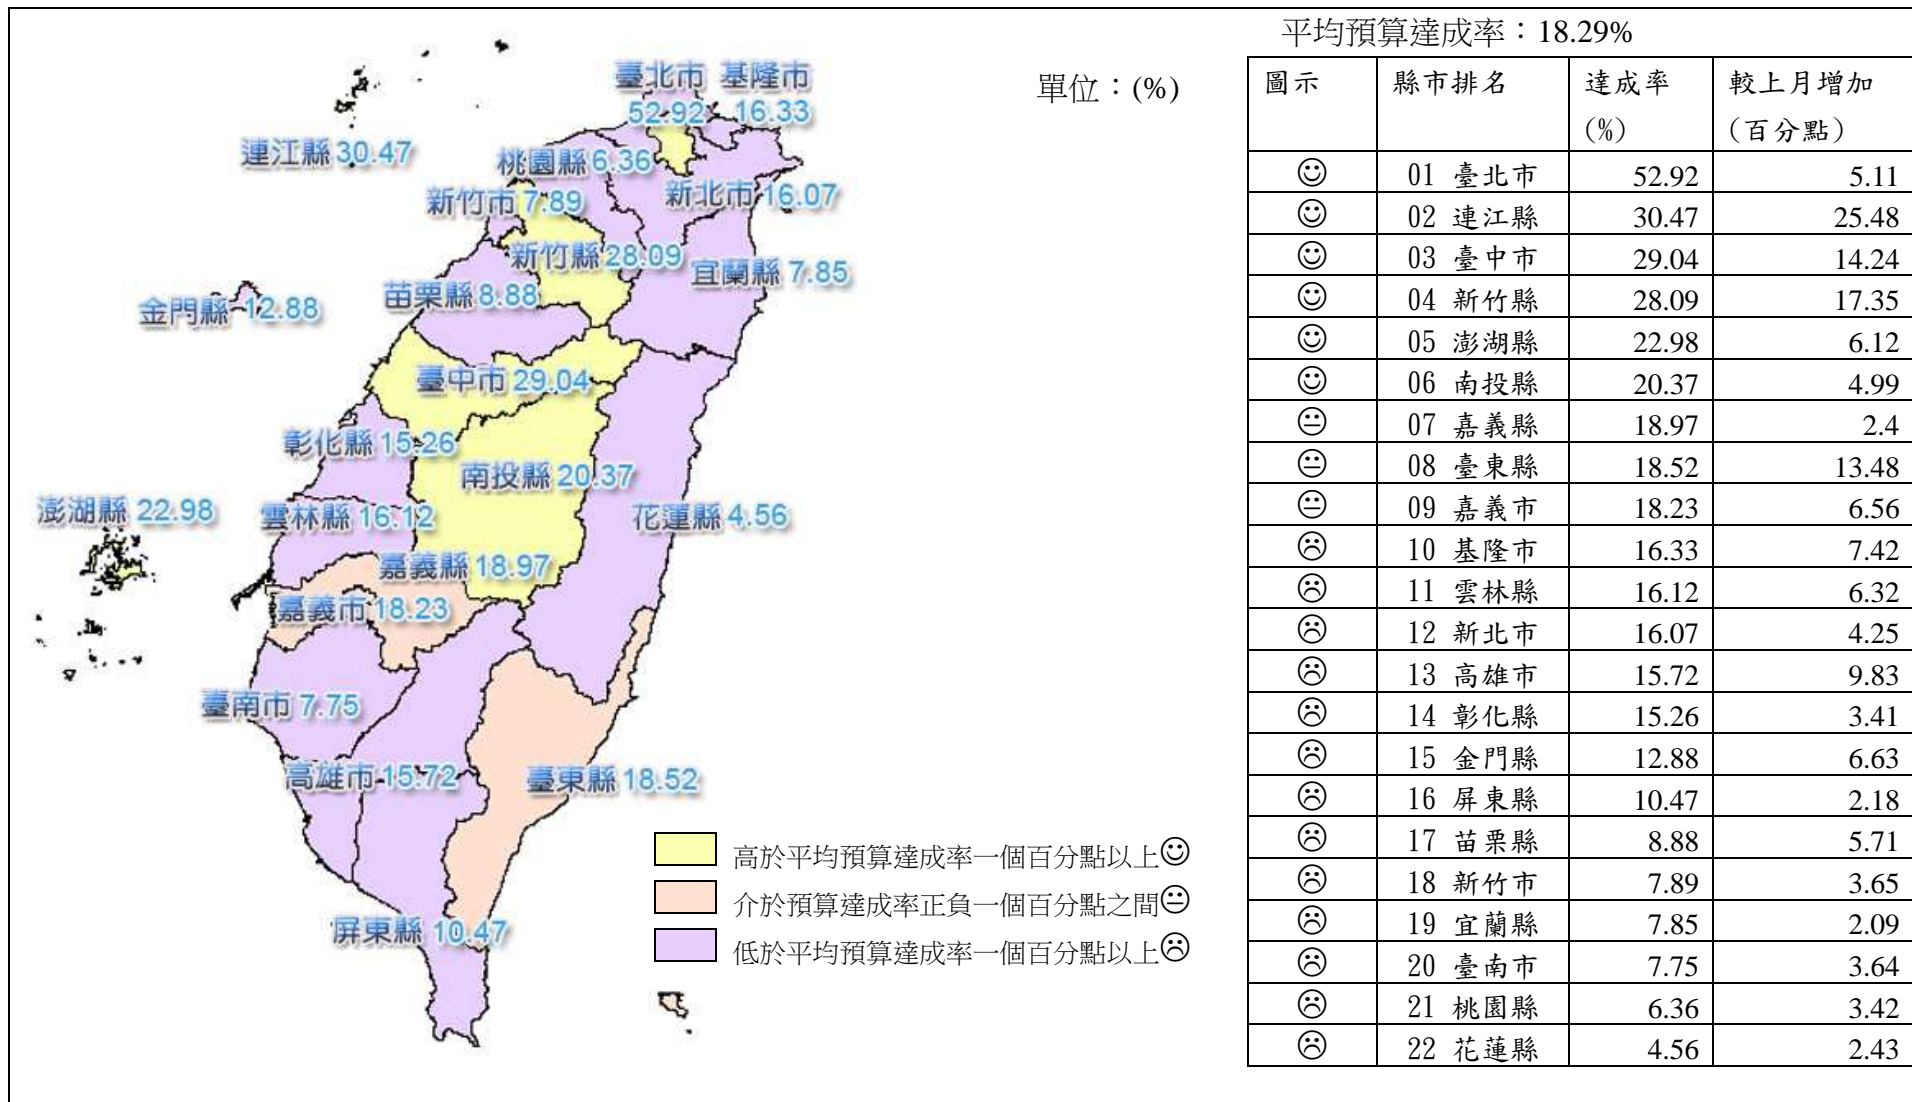 平均預算達成率：18.29%
單位：(%)
臺北市 基隆市
52.92 16.33
連江縣 30.47
桃園縣 6.36
新竹市 7.89
新北市 16.07
新竹縣 28.09
宜蘭縣 7.85
苗栗縣 8.88
金門縣 12.88
臺中市 29.04
彰化縣 15.26
南投縣 20.37
澎湖縣 22.98
雲林縣 16.12
花蓮縣 4.56
嘉義縣 18.97
嘉義市 18.23
臺南市 7.75
高雄市 15.72
臺東縣 18.52
屏東縣 10.47
高於平均預算達成率一個百分點以上☺
介於預算達成率正負一個百分點之間😐
低於平均預算達成率一個百分點以上☹
圖示 縣市排名 達成率 較上月增加
(%) （百分點）
☺ 01 臺北市 52.92 5.11
☺ 02 連江縣 30.47 25.48
☺ 03 臺中市 29.04 14.24
☺ 04 新竹縣 28.09 17.35
☺ 05 澎湖縣 22.98 6.12
☺ 06 南投縣 20.37 4.99
😐 07 嘉義縣 18.97 2.4
😐 08 臺東縣 18.52 13.48
😐 09 嘉義市 18.23 6.56
☹ 10 基隆市 16.33 7.42
☹ 11 雲林縣 16.12 6.32
☹ 12 新北市 16.07 4.25
☹ 13 高雄市 15.72 9.83
☹ 14 彰化縣 15.26 3.41
☹ 15 金門縣 12.88 6.63
☹ 16 屏東縣 10.47 2.18
☹ 17 苗栗縣 8.88 5.71
☹ 18 新竹市 7.89 3.65
☹ 19 宜蘭縣 7.85 2.09
☹ 20 臺南市 7.75 3.64
☹ 21 桃園縣 6.36 3.42
☹ 22 花蓮縣 4.56 2.43